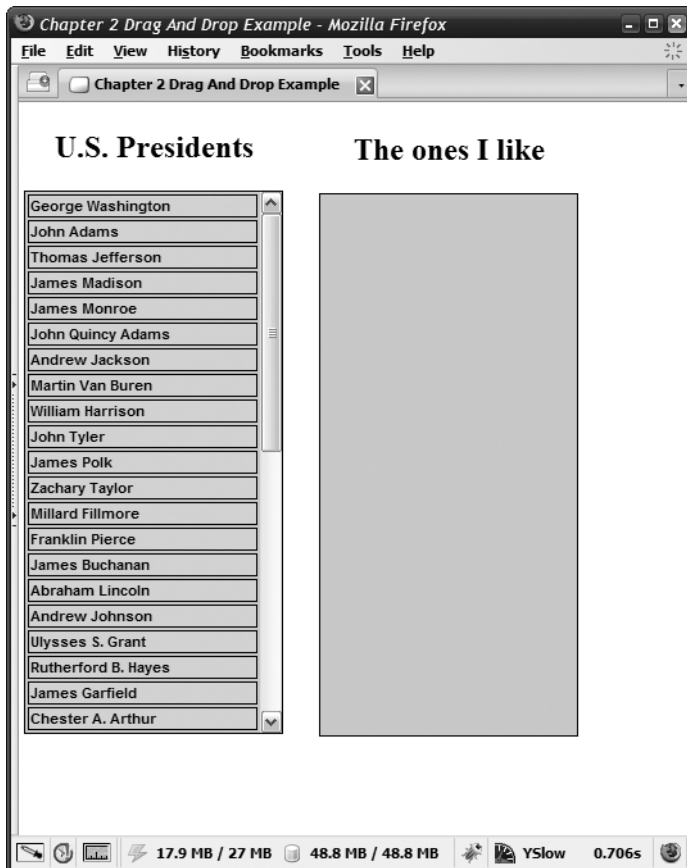 Chapter 2 Drag And Drop Example - Mozilla Firefox
File Edit View History Bookmarks Tools Help
Chapter 2 Drag And Drop Example
U.S. Presidents
George Washington
John Adams
Thomas Jefferson
James Madison
James Monroe
John Quincy Adams
Andrew Jackson
Martin Van Buren
William Harrison
John Tyler
James Polk
Zachary Taylor
Millard Fillmore
Franklin Pierce
James Buchanan
Abraham Lincoln
Andrew Johnson
Ulysses S. Grant
Rutherford B. Hayes
James Garfield
Chester A. Arthur
The ones I like
17.9 MB / 27 MB 48.8 MB / 48.8 MB YSlow 0.706s